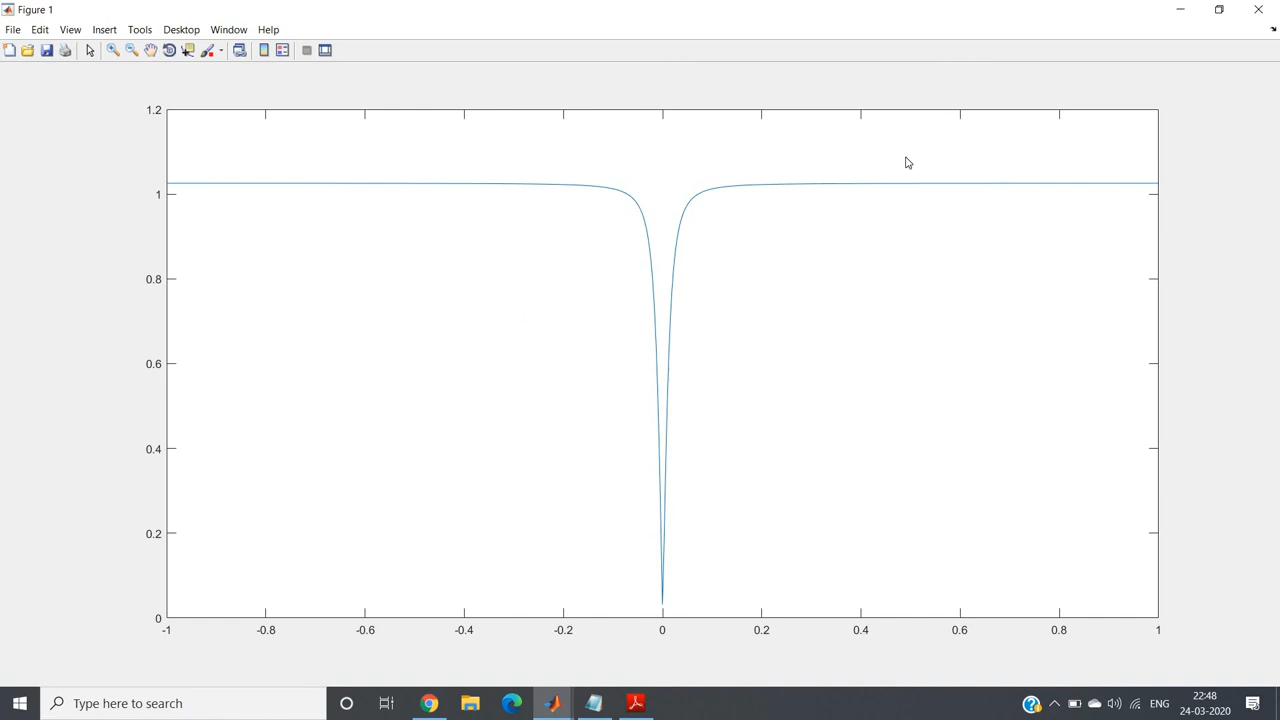 Figure 1
File Edit View Insert Tools Desktop Window Help
1.2
1
0.8
0.6
0.4
0.2
0
-1 -0.8 -0.6 -0.4 -0.2 0 0.2 0.4 0.6 0.8 1
Type here to search
ENG
22:48
24-03-2020